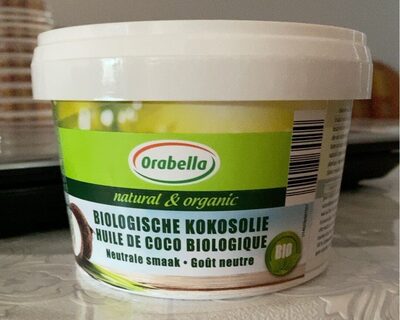 Orabella
natural & organic
BIOLOGISCHE KOKOSOLIE
HUILE DE COCO BIOLOGIQUE
Neutrale smaak • Goût neutre
BIO